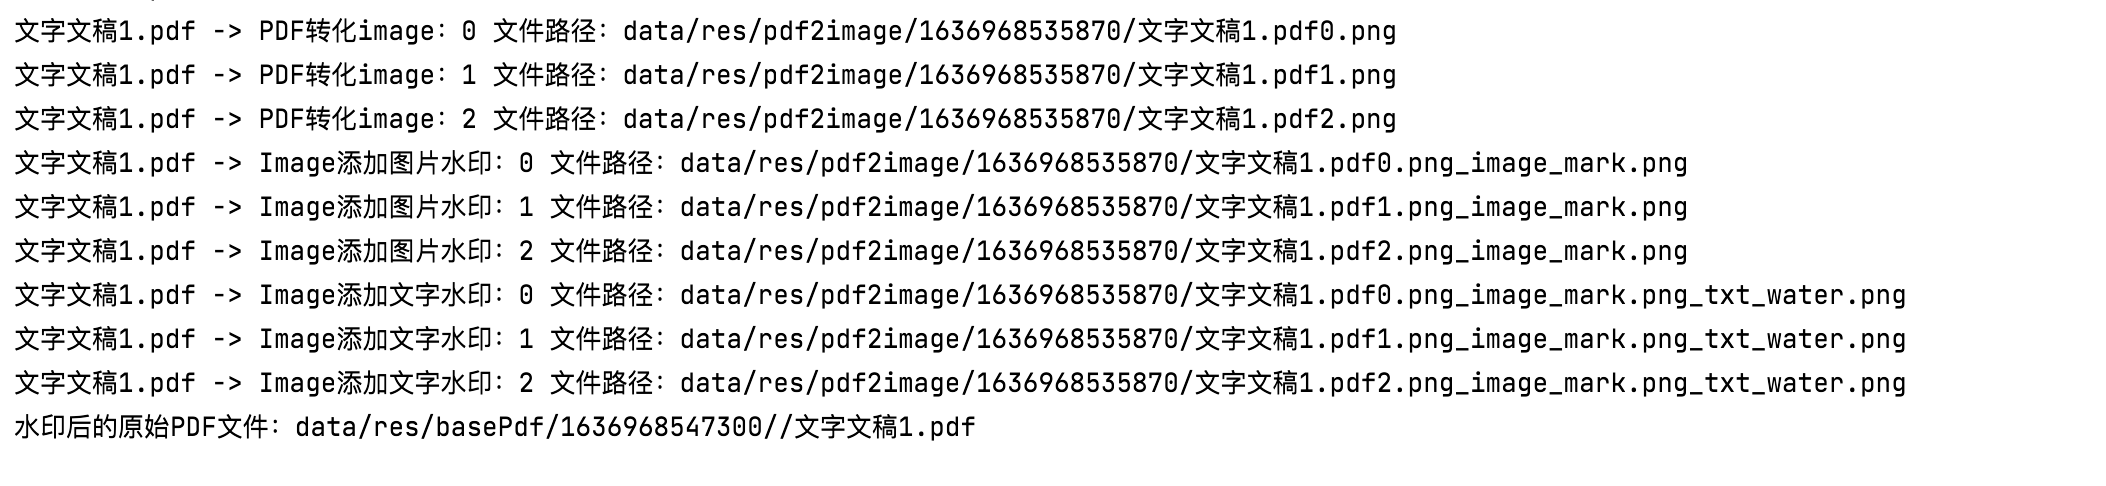 文字文稿1.pdf -> PDF转化image：0 文件路径：data/res/pdf2image/1636968535870/文字文稿1.pdf0.png
文字文稿1.pdf -> PDF转化image：1 文件路径：data/res/pdf2image/1636968535870/文字文稿1.pdf1.png
文字文稿1.pdf -> PDF转化image：2 文件路径：data/res/pdf2image/1636968535870/文字文稿1.pdf2.png
文字文稿1.pdf -> Image添加图片水印：0 文件路径：data/res/pdf2image/1636968535870/文字文稿1.pdf0.png_image_mark.png
文字文稿1.pdf -> Image添加图片水印：1 文件路径：data/res/pdf2image/1636968535870/文字文稿1.pdf1.png_image_mark.png
文字文稿1.pdf -> Image添加图片水印：2 文件路径：data/res/pdf2image/1636968535870/文字文稿1.pdf2.png_image_mark.png
文字文稿1.pdf -> Image添加文字水印：0 文件路径：data/res/pdf2image/1636968535870/文字文稿1.pdf0.png_image_mark.png_txt_water.png
文字文稿1.pdf -> Image添加文字水印：1 文件路径：data/res/pdf2image/1636968535870/文字文稿1.pdf1.png_image_mark.png_txt_water.png
文字文稿1.pdf -> Image添加文字水印：2 文件路径：data/res/pdf2image/1636968535870/文字文稿1.pdf2.png_image_mark.png_txt_water.png
水印后的原始PDF文件：data/res/basePdf/1636968547300//文字文稿1.pdf